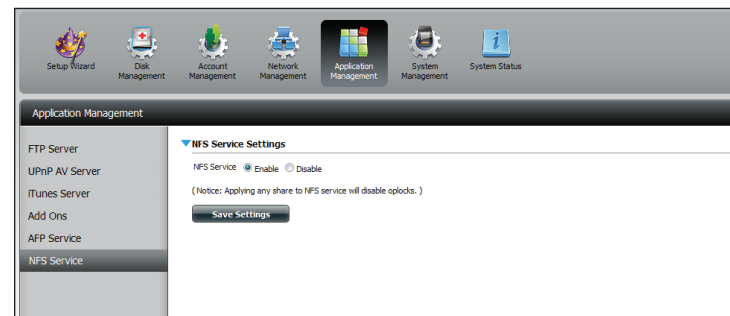 Setup Wizard
Disk Management
Account Management
Network Management
Application Management
System Management
System Status
Application Management
FTP Server
UPnP AV Server
iTunes Server
Add Ons
AFP Service
NFS Service
NFS Service Settings
NFS Service Enable Disable
( Notice: Applying any share to NFS service will disable oplocks. )
Save Settings